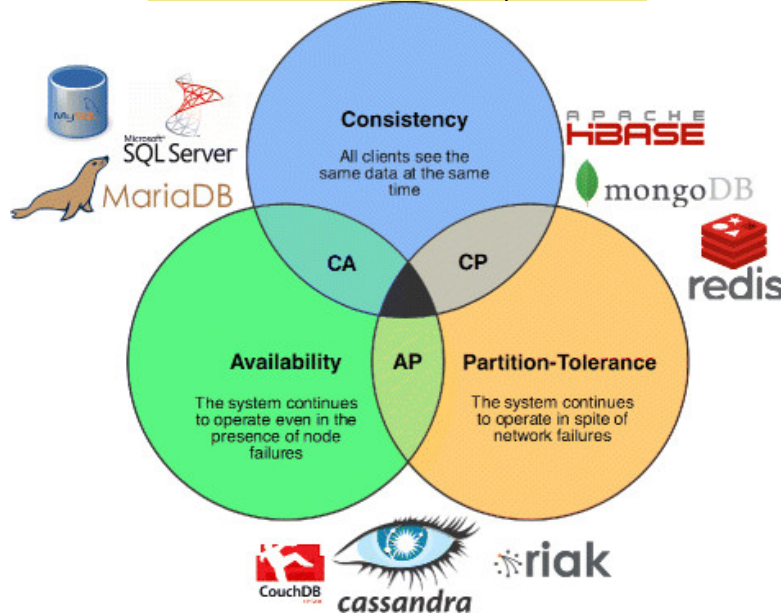 Consistency
All clients see the
same data at the same
time
MySQL
Microsoft®
SQL Server
MariaDB
APACHE
HBASE
mongoDB
redis
CA
CP
AP
Availability
The system continues
to operate even in the
presence of node
failures
Partition-Tolerance
The system continues
to operate in spite of
network failures
CouchDB
cassandra
riak